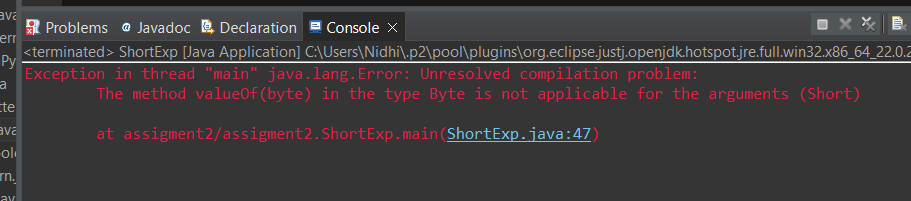 Problems Javadoc Declaration Console
<terminated> ShortExp [Java Application] C:\Users\Nidhi\.p2\pool\plugins\org.eclipse.justj.openjdk.hotspot.jre.full.win32.x86_64_22.0.2
Exception in thread "main" java.lang.Error: Unresolved compilation problem:
The method valueOf(byte) in the type Byte is not applicable for the arguments (Short)
at assigment2/assigment2.ShortExp.main(ShortExp.java:47)